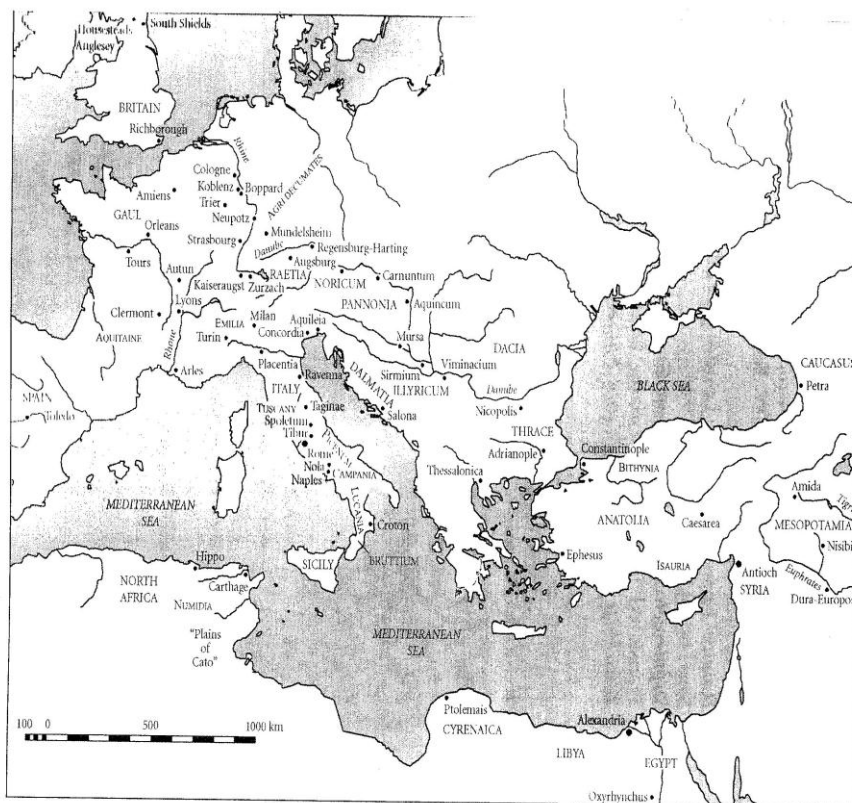 South Shields
Housesteads
Anglesey
BRITAIN
Richborough
Rhine
Cologne
Koblenz
Boppard
Amiens
Trier
AGRI DECUMATES
GAUL
Neupotz
Orleans
Mundelsheim
Strasbourg
Danube
Regensburg-Harting
Tours
Augsburg
Autun
RAETIA
Kaiseraugst
Zurzach
NORICUM
Carnuntum
Lyons
PANNONIA
Aquincum
Clermont
Milan
Aquileia
EMILIA
Concordia
AQUITAINE
Turin
Mursa
DACIA
Rhone
Placentia
Sirmium
Viminacium
CAUCASUS
Arles
Ravenna
DALMATIA
BLACK SEA
Petra
SPAIN
ITALY
ILLYRICUM
Danube
Toledo
TUSCANY
Taginae
Salona
Nicopolis
Spoletum
PICENUM
THRACE
Tibur
Adrianople
Constantinople
Rome
BITHYNIA
Nola
CAMPANIA
Thessalonica
Naples
Amida
MEDITERRANEAN
SEA
LUCANIA
Tigr
ANATOLIA
Caesarea
MESOPOTAMIA
Croton
Nisibi
Hippo
SICILY
BRUTTIUM
Ephesus
ISAURIA
Antioch
Euphrates
NORTH
AFRICA
Carthage
SYRIA
Dura-Europos
NUMIDIA
"Plains
of
Cato"
MEDITERRANEAN
SEA
Ptolemais
CYRENAICA
Alexandria
100 0 500 1000 km
LIBYA
EGYPT
Oxyrhynchus